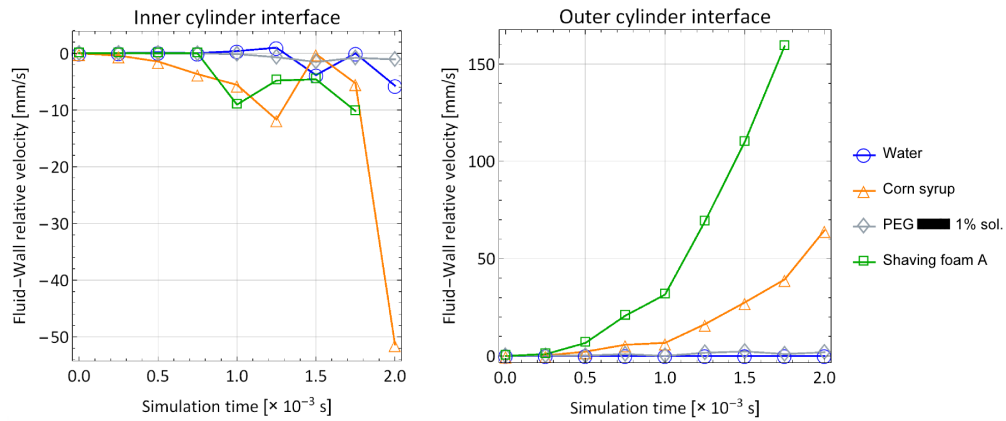 Inner cylinder interface
Fluid−Wall relative velocity [mm/s]
0
−10
−20
−30
−40
−50
0.0 0.5 1.0 1.5 2.0
Simulation time [× 10⁻³ s]
Outer cylinder interface
Fluid−Wall relative velocity [mm/s]
150
100
50
0
0.0 0.5 1.0 1.5 2.0
Simulation time [× 10⁻³ s]
Water
Corn syrup
PEG 1% sol.
Shaving foam A